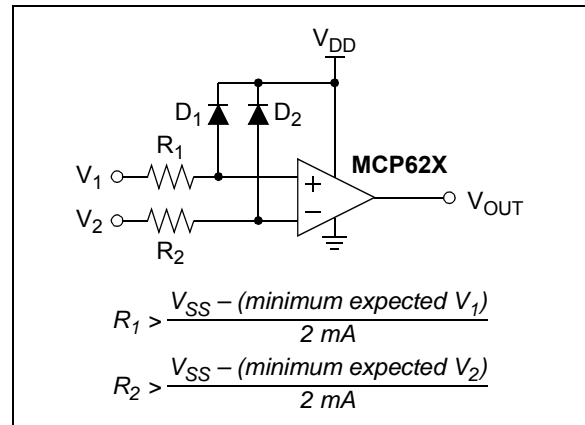 V_DD
D_1 D_2
R_1
MCP62X
V_1
+
V_OUT
V_2
–
R_2
R_1 > V_SS – (minimum expected V_1) / 2 mA
R_2 > V_SS – (minimum expected V_2) / 2 mA